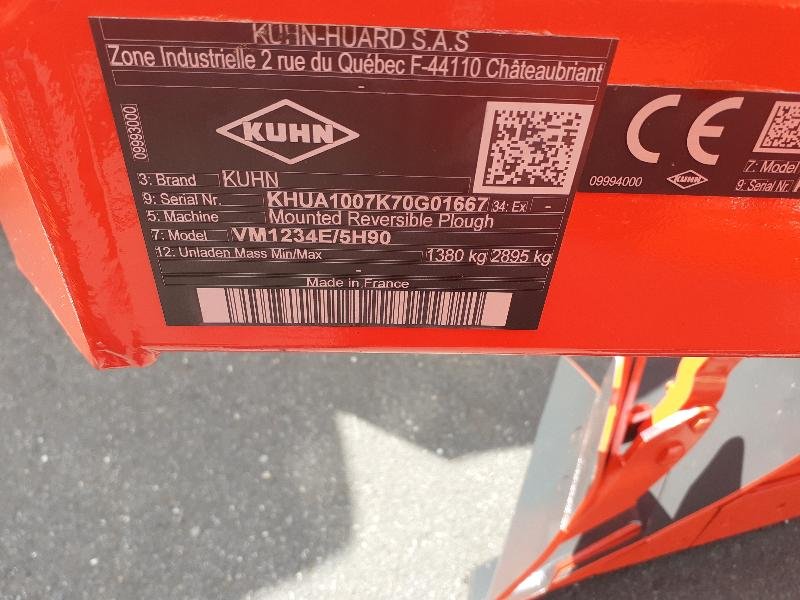 KUHN-HUARD S.A.S
Zone Industrielle 2 rue du Québec F-44110 Châteaubriant
-
09993000
KUHN
3: Brand KUHN
9: Serial Nr. KHUA1007K70G01667 34: Ex -
5: Machine Mounted Reversible Plough
7: Model VM1234E/5H90
12: Unladen Mass Min/Max 1380 kg 2895 kg
-
Made in France
CE
09994000 KUHN
7: Model
9: Serial Nr.